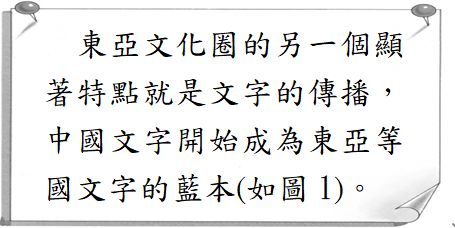 東亞文化圈的另一個顯
著特點就是文字的傳播，
中國文字開始成為東亞等
國文字的藍本(如圖1)。